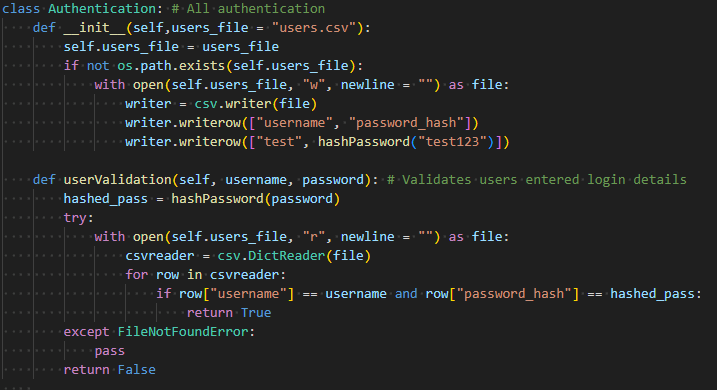 class Authentication: # All authentication
    def __init__(self,users_file = "users.csv"):
        self.users_file = users_file
        if not os.path.exists(self.users_file):
            with open(self.users_file, "w", newline = "") as file:
                writer = csv.writer(file)
                writer.writerow(["username", "password_hash"])
                writer.writerow(["test", hashPassword("test123")])

    def userValidation(self, username, password): # Validates users entered login details
        hashed_pass = hashPassword(password)
        try:
            with open(self.users_file, "r", newline = "") as file:
                csvreader = csv.DictReader(file)
                for row in csvreader:
                    if row["username"] == username and row["password_hash"] == hashed_pass:
                        return True
        except FileNotFoundError:
            pass
        return False